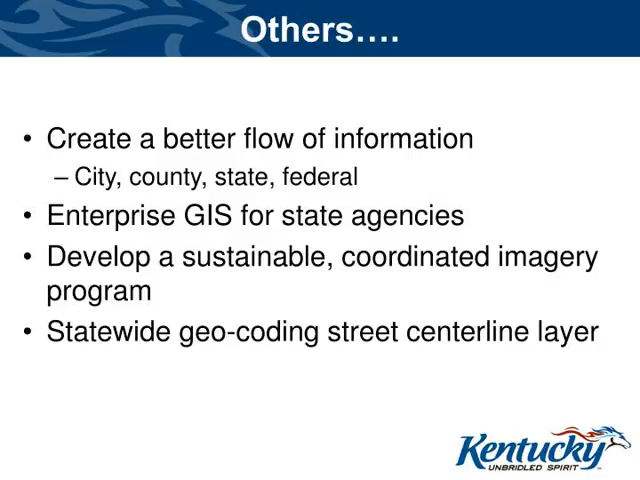 Others….
• Create a better flow of information
– City, county, state, federal
• Enterprise GIS for state agencies
• Develop a sustainable, coordinated imagery
program
• Statewide geo-coding street centerline layer
Kentucky
UNBRIDLED SPIRIT